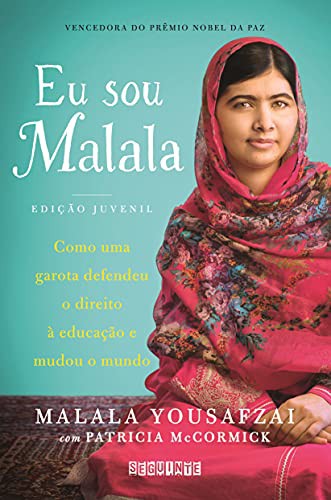 VENCEDORA DO PRÊMIO NOBEL DA PAZ
Eu sou
Malala
EDIÇÃO JUVENIL
Como uma
garota defendeu
o direito
à educação e
mudou o mundo
MALALA YOUSAFZAI
com PATRICIA McCORMICK
SEGUINTE